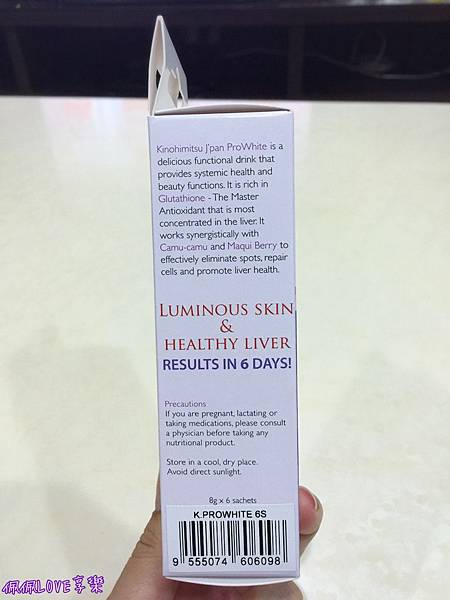 Kinohimitsu J'pan ProWhite is a
delicious functional drink that
provides systemic health and
beauty functions. It is rich in
Glutathione - The Master
Antioxidant that is most
concentrated in the liver. It
works synergistically with
Camu-camu and Maqui Berry to
effectively eliminate spots, repair
cells and promote liver health.
LUMINOUS SKIN
&
HEALTHY LIVER
RESULTS IN 6 DAYS!
Precautions
If you are pregnant, lactating or
taking medications, please consult
a physician before taking any
nutritional product.
Store in a cool, dry place.
Avoid direct sunlight.
8g x 6 sachets
K.PROWHITE 6S
9 555074 606098
佩佩LOVE享樂